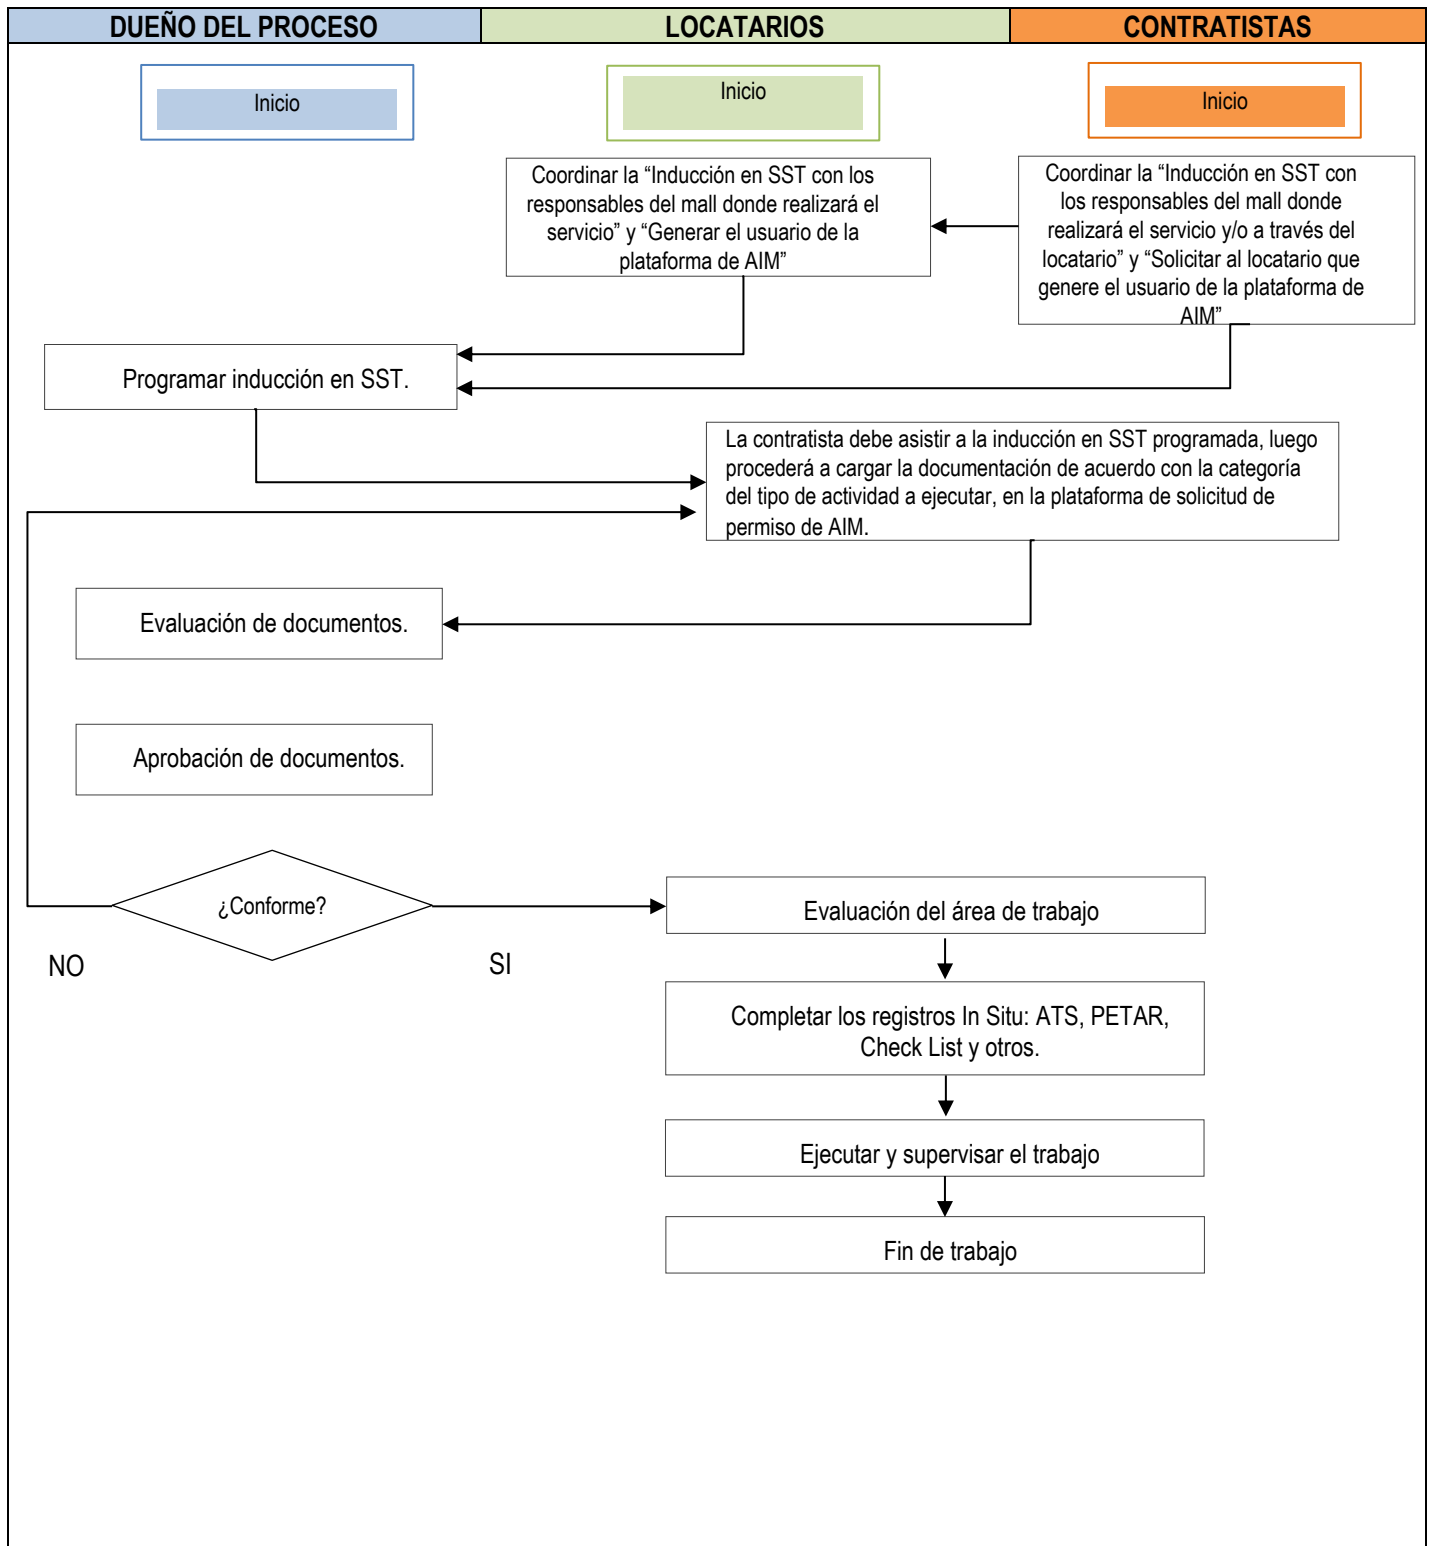 DUEÑO DEL PROCESO
LOCATARIOS
CONTRATISTAS
Inicio
Inicio
Inicio
Coordinar la “Inducción en SST con los
responsables del mall donde realizará el
servicio” y “Generar el usuario de la
plataforma de AIM”
Coordinar la “Inducción en SST con
los responsables del mall donde
realizará el servicio y/o a través del
locatario” y “Solicitar al locatario que
genere el usuario de la plataforma de
AIM”
Programar inducción en SST.
La contratista debe asistir a la inducción en SST programada, luego
procederá a cargar la documentación de acuerdo con la categoría
del tipo de actividad a ejecutar, en la plataforma de solicitud de
permiso de AIM.
Evaluación de documentos.
Aprobación de documentos.
¿Conforme?
NO
SI
Evaluación del área de trabajo
Completar los registros In Situ: ATS, PETAR,
Check List y otros.
Ejecutar y supervisar el trabajo
Fin de trabajo